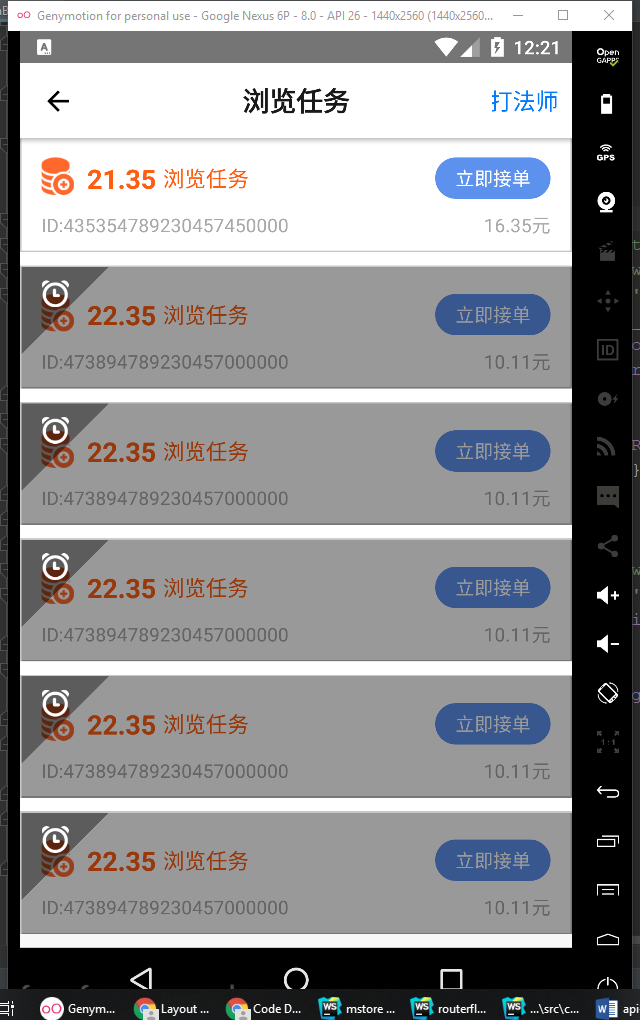 Genymotion for personal use - Google Nexus 6P - 8.0 - API 26 - 1440x2560 (1440x2560...
A
12:21
Open
GAPPS
浏览任务
打法师
GPS
21.35 浏览任务
立即接单
ID:435354789230457450000
16.35元
22.35 浏览任务
立即接单
ID:473894789230457000000
10.11元
ID
22.35 浏览任务
立即接单
ID:473894789230457000000
10.11元
22.35 浏览任务
立即接单
ID:473894789230457000000
10.11元
22.35 浏览任务
立即接单
ID:473894789230457000000
10.11元
1:1
22.35 浏览任务
立即接单
ID:473894789230457000000
10.11元
Genym...
Layout ...
Code D...
WS
mstore ...
WS
routerfl...
WS
...\src\c...
W
api